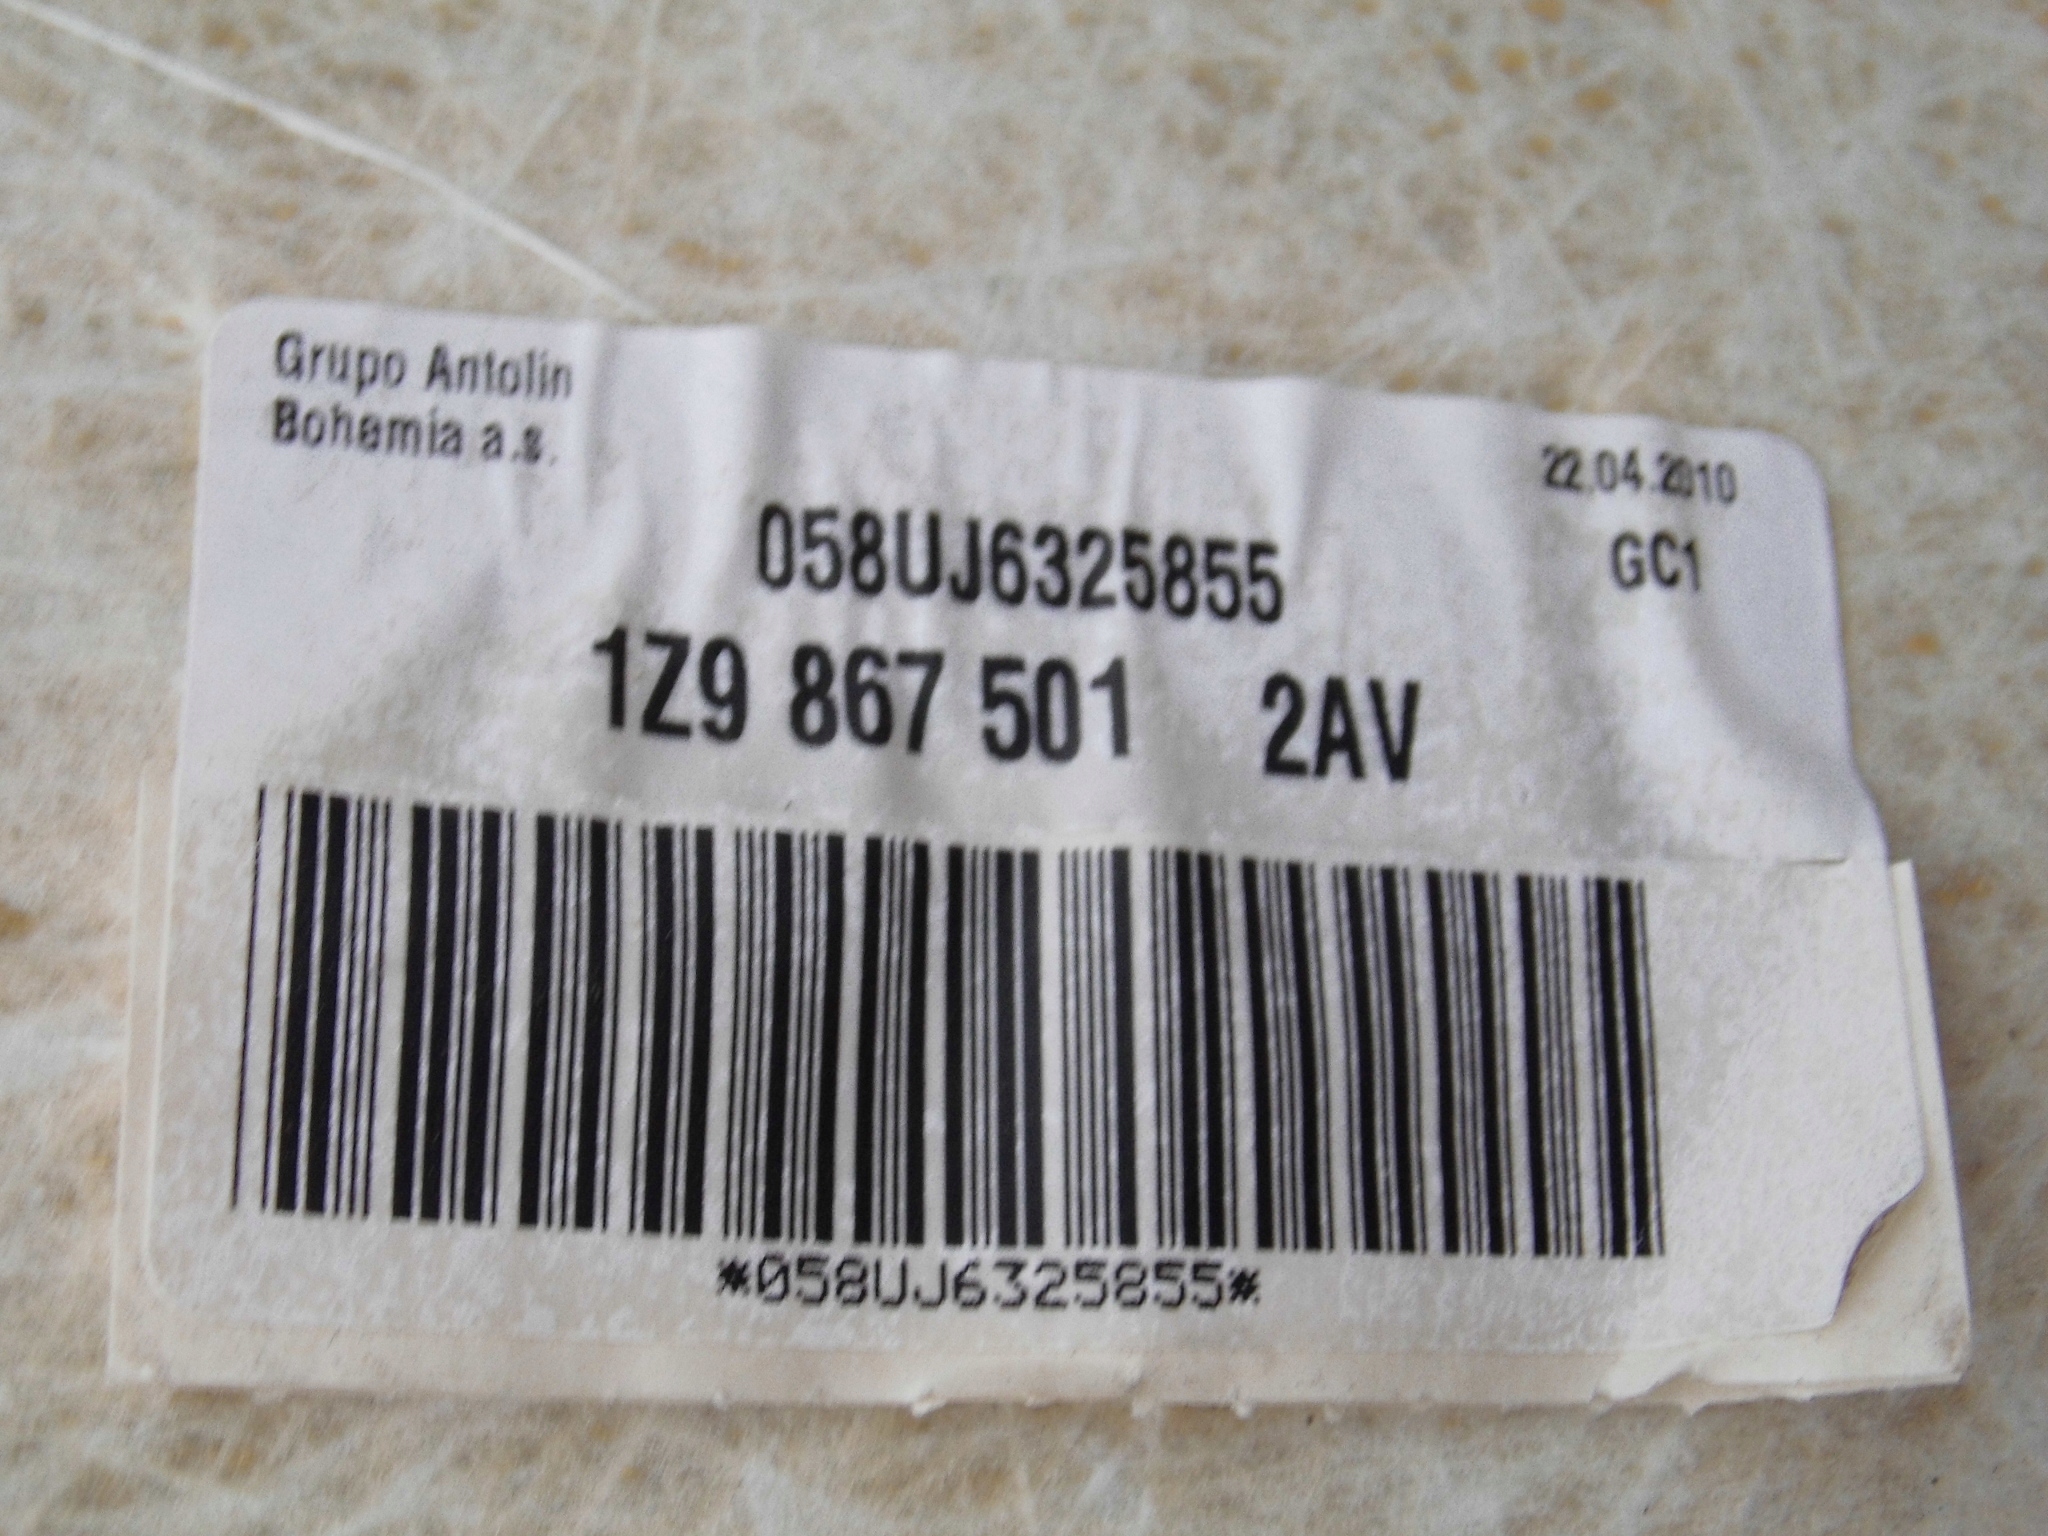 Grupo Antolin
Bohemia a.s.
22.04.2010
GC1
058UJ6325855
1Z9 867 501 2AV
*058UJ6325855*